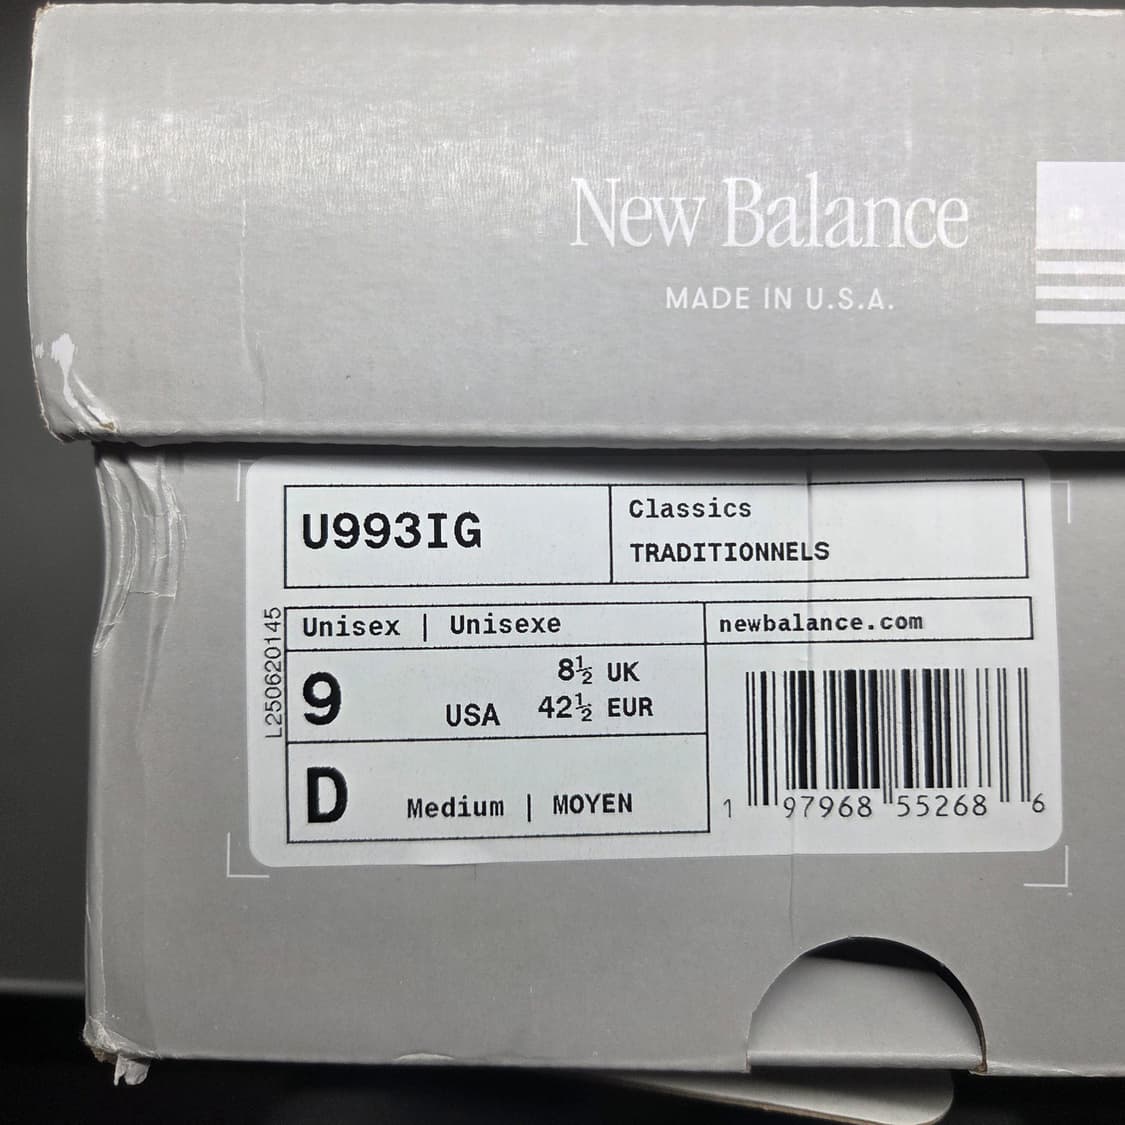 New Balance
MADE IN U.S.A.
U993IG
Classics
TRADITIONNELS
L250620145
Unisex | Unisexe
newbalance.com
9 USA
8½ UK
42½ EUR
D Medium | MOYEN
1 97968 55268 6